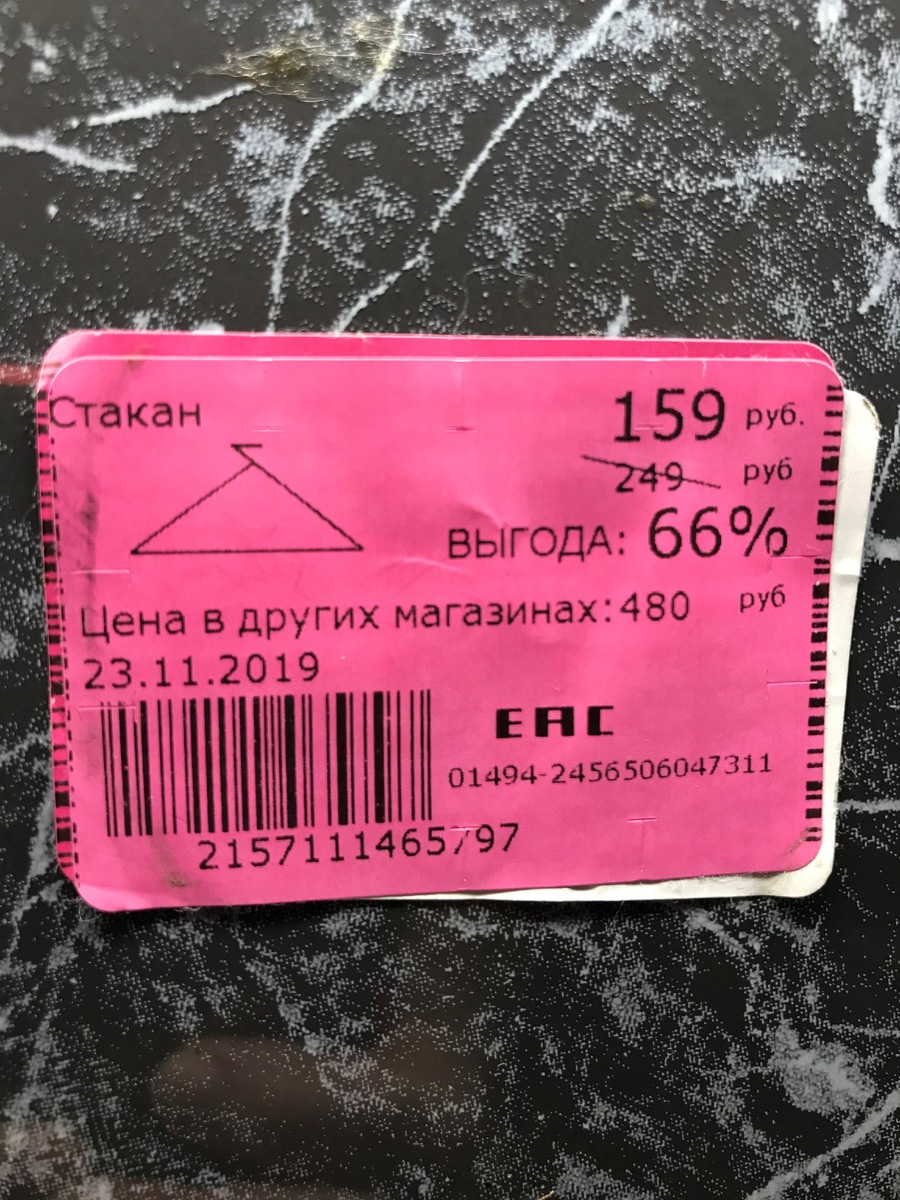 Стакан
159 руб.
249 руб
ВЫГОДА: 66%
Цена в других магазинах: 480 руб
23.11.2019
EAC
01494-2456506047311
2157111465797